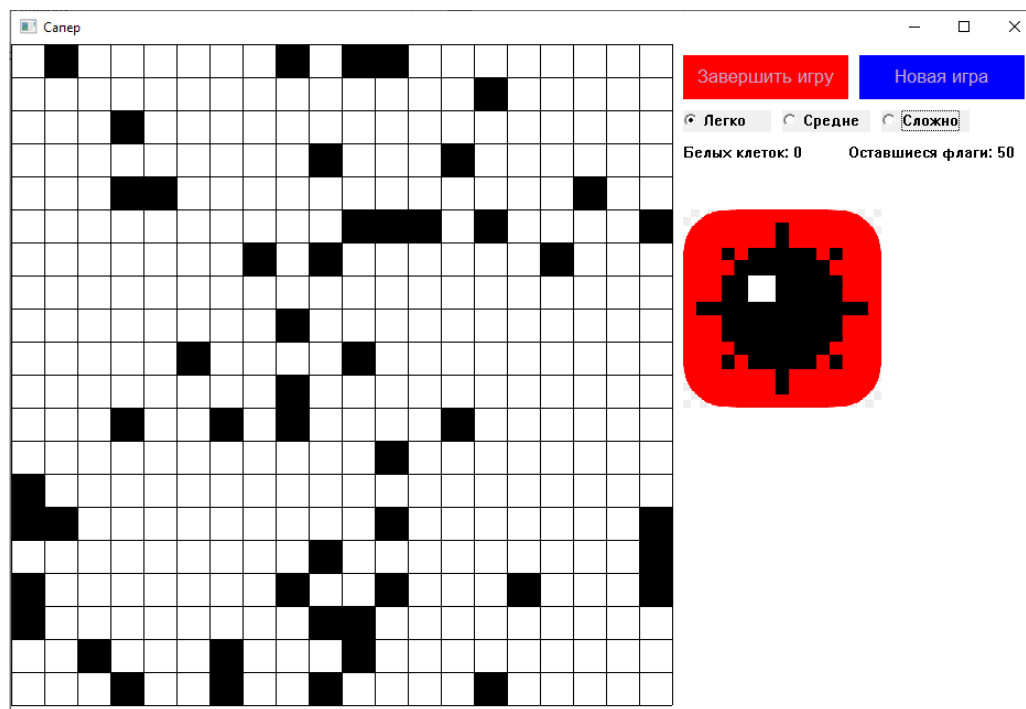 Сапер
Завершить игру Новая игра
Легко Средне Сложно
Белых клеток: 0 Оставшиеся флаги: 50